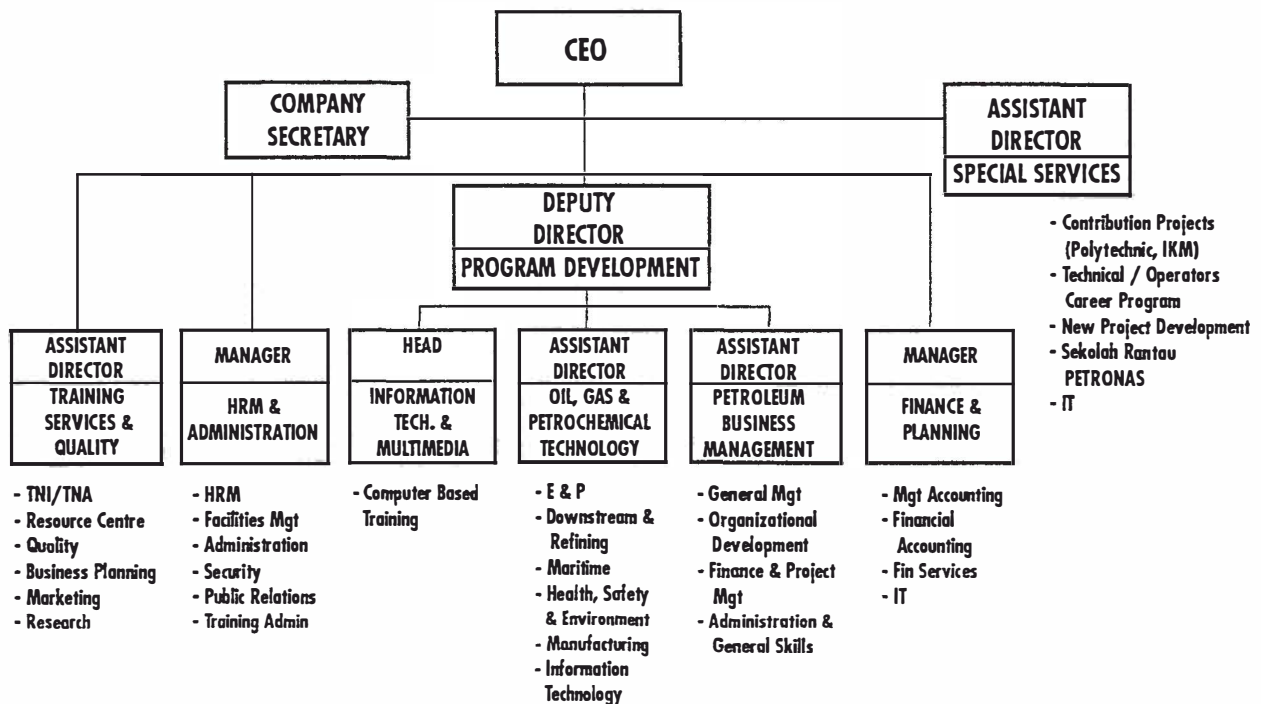 CEO
COMPANY
SECRETARY
ASSISTANT
DIRECTOR
SPECIAL SERVICES
- Contribution Projects
(Polytechnic, IKM)
- Technical / Operators
Career Program
- New Project Development
- Sekolah Rantau
PETRONAS
- IT
DEPUTY
DIRECTOR
PROGRAM DEVELOPMENT
ASSISTANT
DIRECTOR
TRAINING
SERVICES &
QUALITY
- TNI/TNA
- Resource Centre
- Quality
- Business Planning
- Marketing
- Research
MANAGER
HRM &
ADMINISTRATION
- HRM
- Facilities Mgt
- Administration
- Security
- Public Relations
- Training Admin
HEAD
INFORMATION
TECH. &
MULTIMEDIA
- Computer Based
Training
ASSISTANT
DIRECTOR
OIL, GAS &
PETROCHEMICAL
TECHNOLOGY
- E & P
- Downstream &
Refining
- Maritime
- Health, Safety
& Environment
- Manufacturing
- Information
Technology
ASSISTANT
DIRECTOR
PETROLEUM
BUSINESS
MANAGEMENT
- General Mgt
- Organizational
Development
- Finance & Project
Mgt
- Administration &
General Skills
MANAGER
FINANCE &
PLANNING
- Mgt Accounting
- Financial
Accounting
- Fin Services
- IT